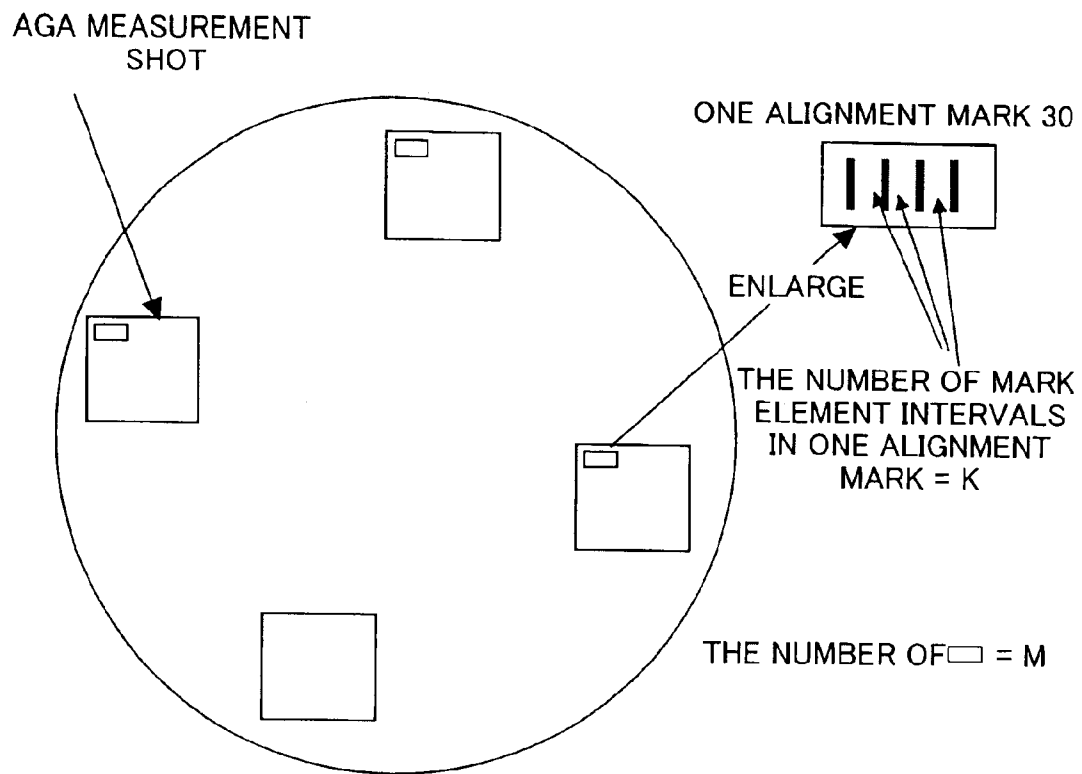 AGA MEASUREMENT
SHOT
ONE ALIGNMENT MARK 30
ENLARGE
THE NUMBER OF MARK
ELEMENT INTERVALS
IN ONE ALIGNMENT
MARK = K
THE NUMBER OF▭ = M